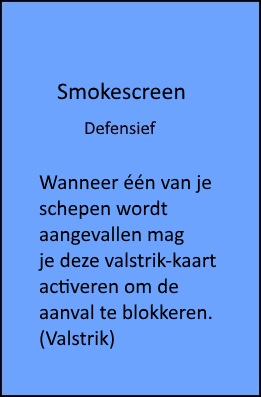 Smokescreen
Defensief
Wanneer één van je
schepen wordt
aangevallen mag
je deze valstrik-kaart
activeren om de
aanval te blokkeren.
(Valstrik)